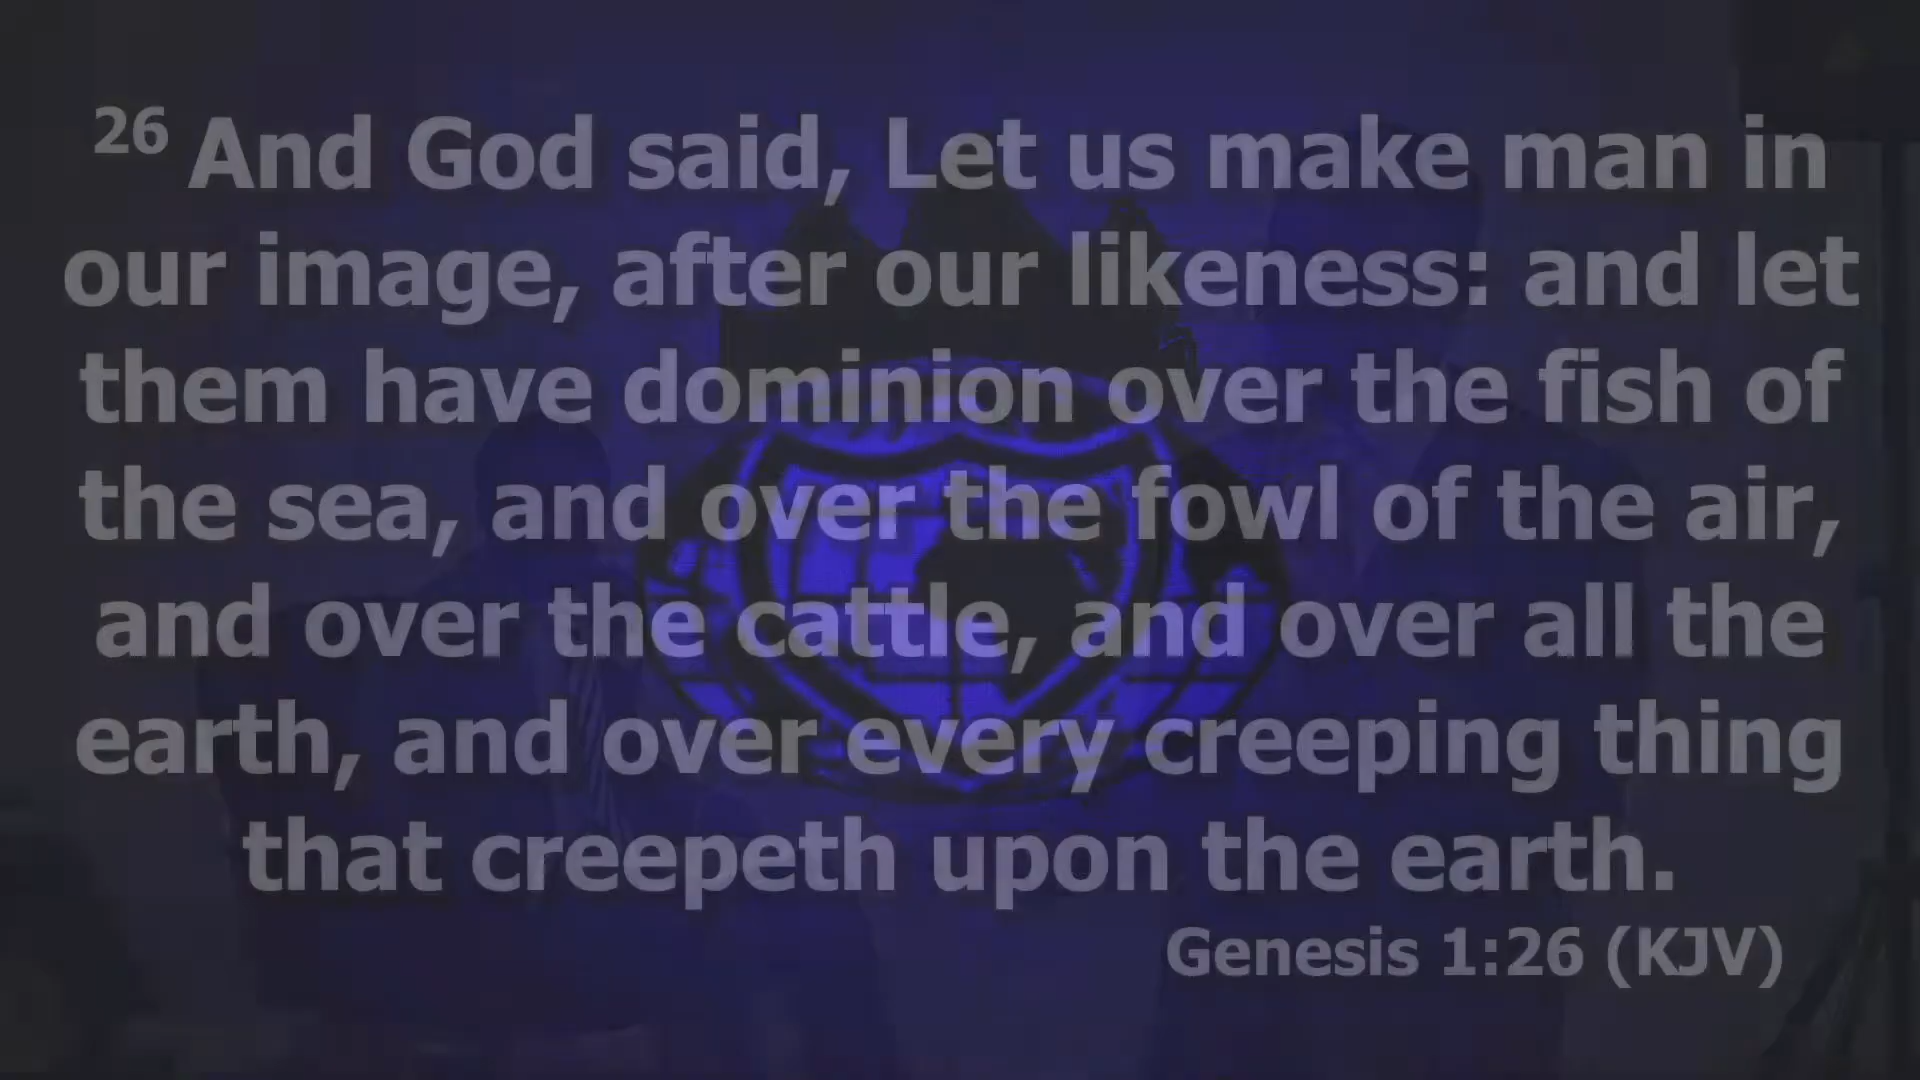 26 And God said, Let us make man in
our image, after our likeness: and let
them have dominion over the fish of
the sea, and over the fowl of the air,
and over the cattle, and over all the
earth, and over every creeping thing
that creepeth upon the earth.
Genesis 1:26 (KJV)